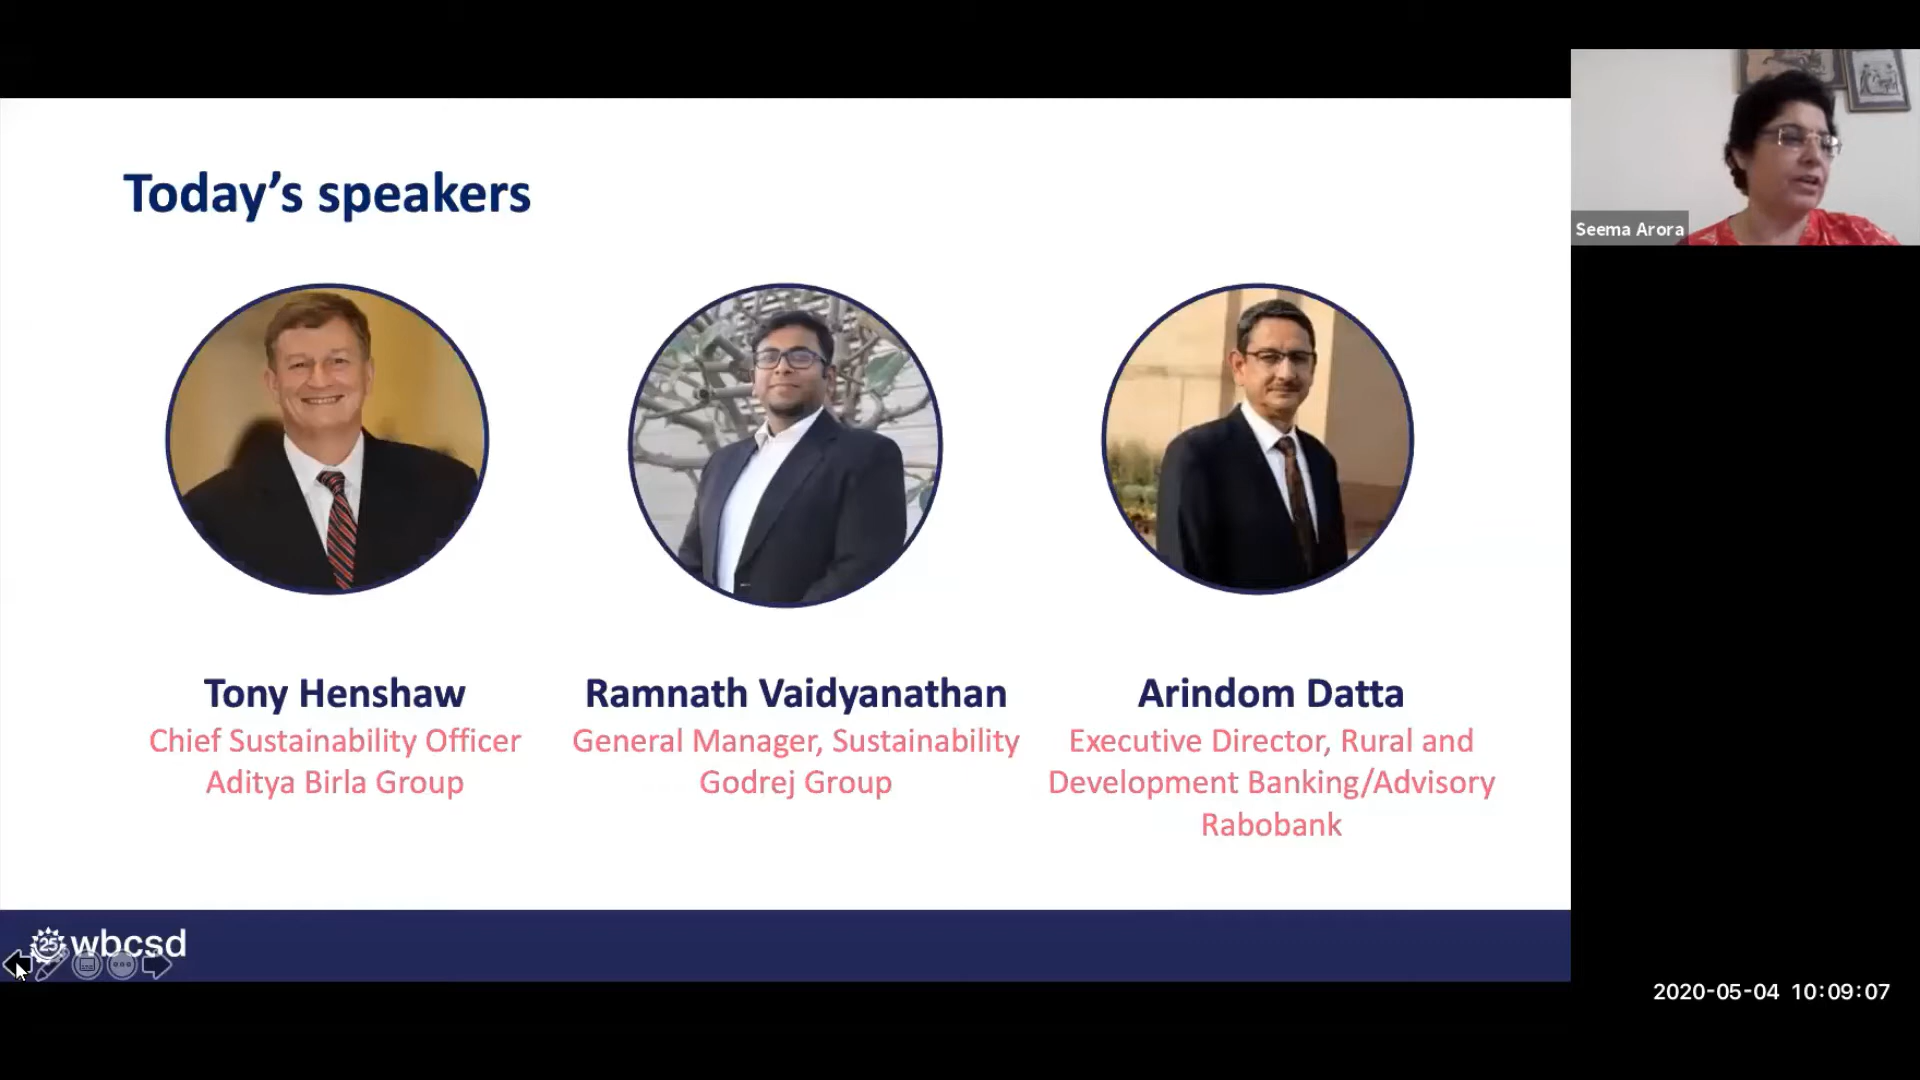 Today’s speakers
Seema Arora
Tony Henshaw
Chief Sustainability Officer
Aditya Birla Group
Ramnath Vaidyanathan
General Manager, Sustainability
Godrej Group
Arindom Datta
Executive Director, Rural and
Development Banking/Advisory
Rabobank
25 wbcsd
2020-05-04 10:09:07